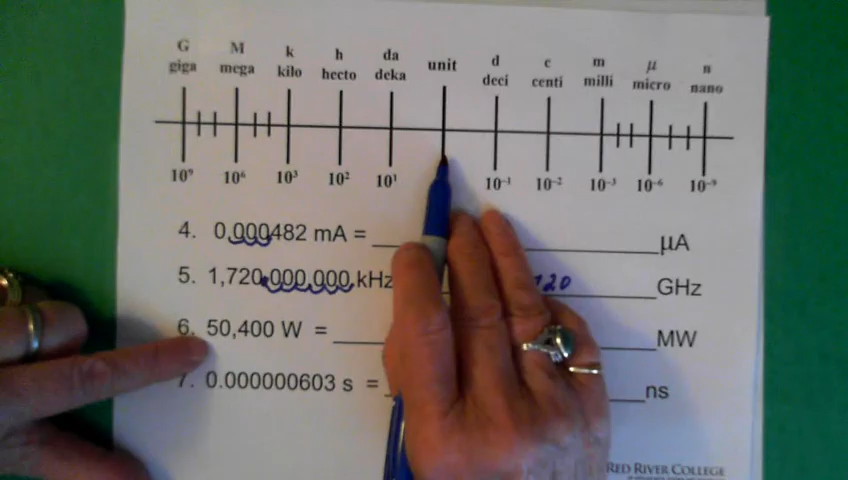 G M k h da unit d c m μ n
giga mega kilo hecto deka deci centi milli micro nano
10⁹ 10⁶ 10³ 10² 10¹ 10⁻¹ 10⁻² 10⁻³ 10⁻⁶ 10⁻⁹
4. 0.000482 mA = μA
5. 1,720,000,000 kHz 720 GHz
6. 50,400 W = MW
7. 0.000000603 s = ns
RED RIVER COLLEGE